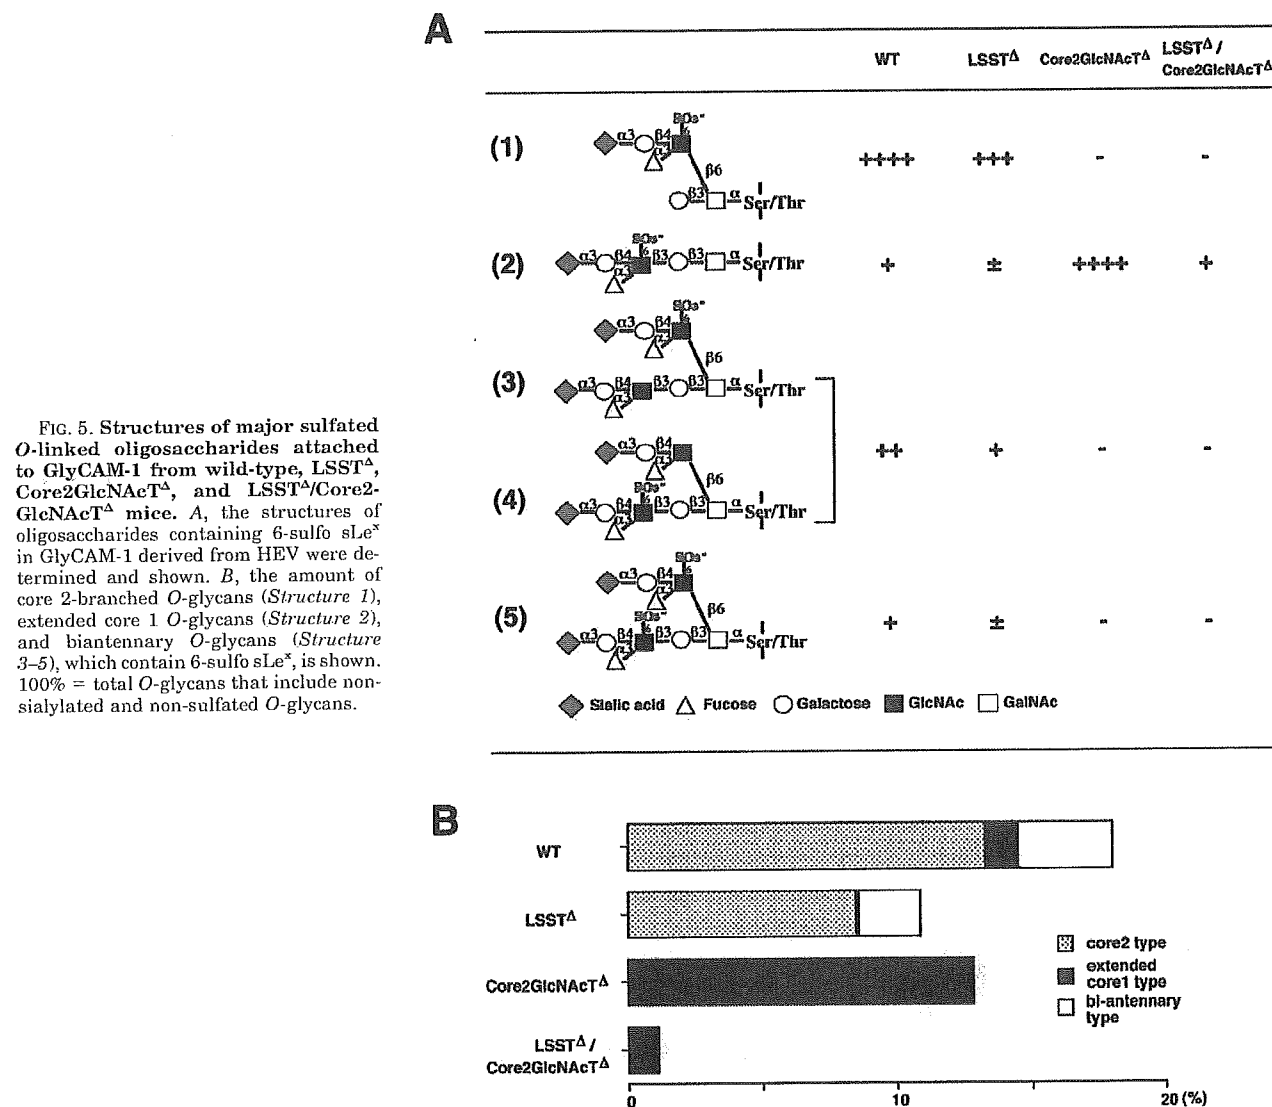 A
WT LSSTΔ Core2GlcNAcTΔ LSSTΔ / Core2GlcNAcTΔ
SO₃⁻
6
(1) α3 β4 α3 ++++ +++ - -
β6
β3 α Ser/Thr
SO₃⁻
6
(2) α3 β4 α3 β3 β3 α Ser/Thr + ± ++++ +
SO₃⁻
6
α3 β4 α3
β6
(3) α3 β4 α3 β3 β3 α Ser/Thr
α3 β4 α3 ++ + - -
β6
SO₃⁻
6
(4) α3 β4 α3 β3 β3 α Ser/Thr
SO₃⁻
6
α3 β4 α3
β6
(5) + ± - -
SO₃⁻
6
α3 β4 α3 β3 β3 α Ser/Thr
Sialic acid Fucose Galactose GlcNAc GalNAc
FIG. 5. Structures of major sulfated
O-linked oligosaccharides attached
to GlyCAM-1 from wild-type, LSSTΔ,
Core2GlcNAcTΔ, and LSSTΔ/Core2-
GlcNAcTΔ mice. A, the structures of
oligosaccharides containing 6-sulfo sLeˣ
in GlyCAM-1 derived from HEV were de-
termined and shown. B, the amount of
core 2-branched O-glycans (Structure 1),
extended core 1 O-glycans (Structure 2),
and biantennary O-glycans (Structure
3–5), which contain 6-sulfo sLeˣ, is shown.
100% = total O-glycans that include non-
sialylated and non-sulfated O-glycans.
B
WT
LSSTΔ
Core2GlcNAcTΔ
LSSTΔ /
Core2GlcNAcTΔ
core2 type
extended
core1 type
bi-antennary
type
0 10 20 (%)